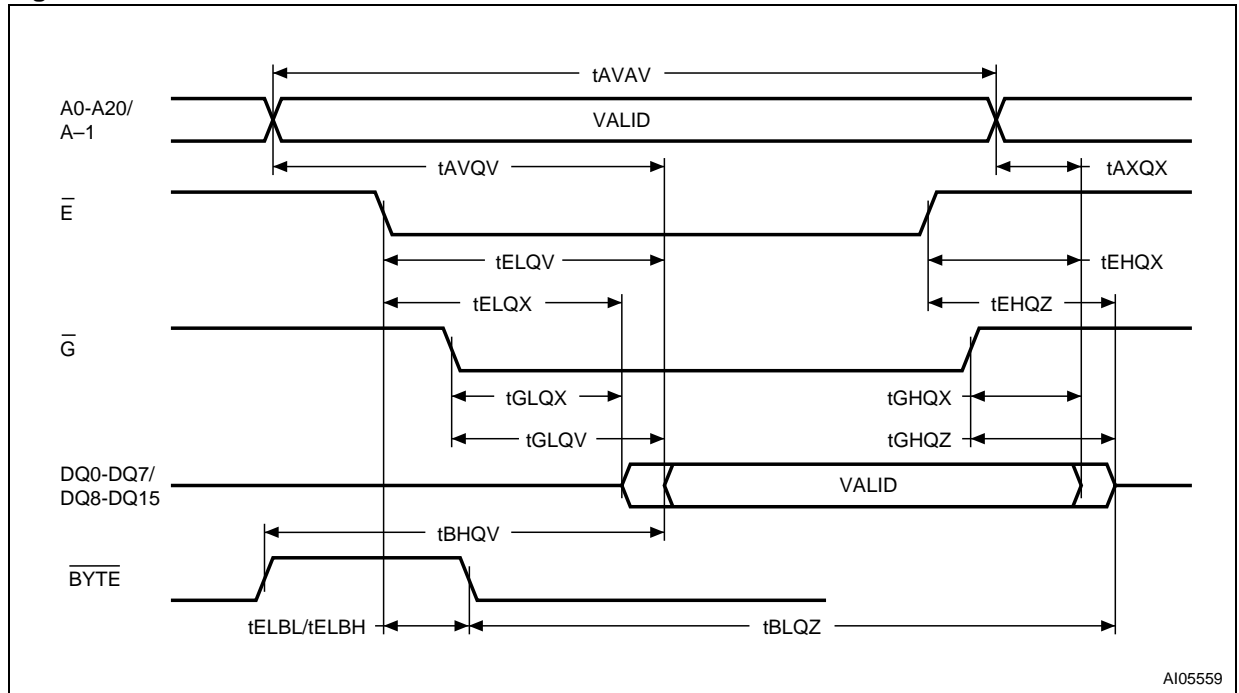 tAVAV
A0-A20/
A–1
VALID
tAVQV
tAXQX
E
tELQV
tEHQX
tELQX
tEHQZ
G
tGLQX
tGHQX
tGLQV
tGHQZ
DQ0-DQ7/
DQ8-DQ15
VALID
tBHQV
BYTE
tELBL/tELBH
tBLQZ
AI05559